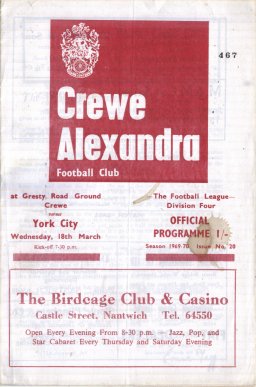 467
Crewe
Alexandra
Football Club
at Gresty Road Ground
Crewe
versus
York City
Wednesday, 18th March
Kick-off 7-30 p.m.
The Football League—
Division Four
OFFICIAL
PROGRAMME 1/-
Season 1969-70 Issue No. 20
The Birdcage Club & Casino
Castle Street, Nantwich Tel. 64550
Open Every Evening From 8-30 p.m. — Jazz, Pop, and
Star Cabaret Every Thursday and Saturday Evening